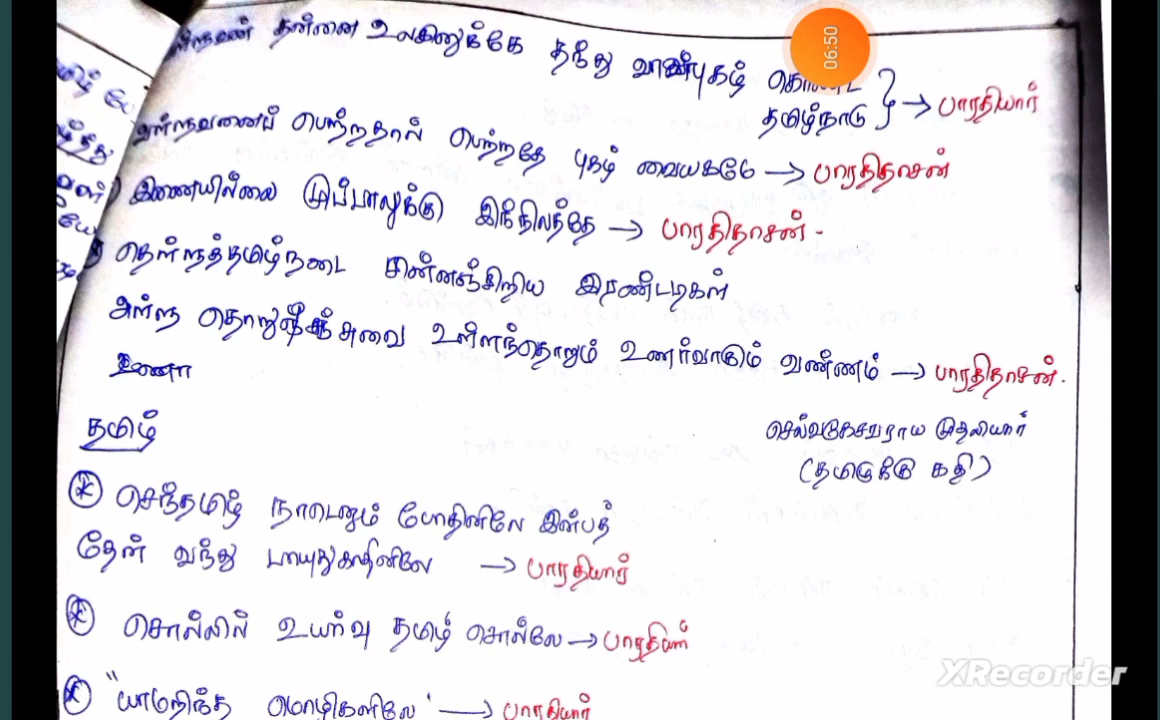 தன்னை உலகினுக்கே தந்து வான்புகழ் கொண்ட
06:50
தமிழ்நாடு } → பாரதியார்
வள்ளுவனைப் பெற்றதால் பெற்றதே புகழ் வையகமே → பாரதிதாசன்
இணையில்லை முப்பாலுக்கு இந்நிலத்தே → பாரதிதாசன் -
தெள்ளுத்தமிழ்நடை சின்னஞ்சிறிய இரண்டடிகள்
அள்ளு தொறுஞ் சுவை உள்ளந்தொறும் உணர்வாகும் வண்ணம் → பாரதிதாசன்.
செல்வகேசவராய முதலியார்
தமிழ்
(தமிழுக்கு கதி)
செந்தமிழ் நாடெனும் போதினிலே இன்பத்
தேன் வந்து பாயுதுகாதினிலே → பாரதியார்
சொல்லில் உயர்வு தமிழ் சொல்லே → பாரதியார்
"யாமறிந்த மொழிகளிலே" → பாரதியார்
XRecorder